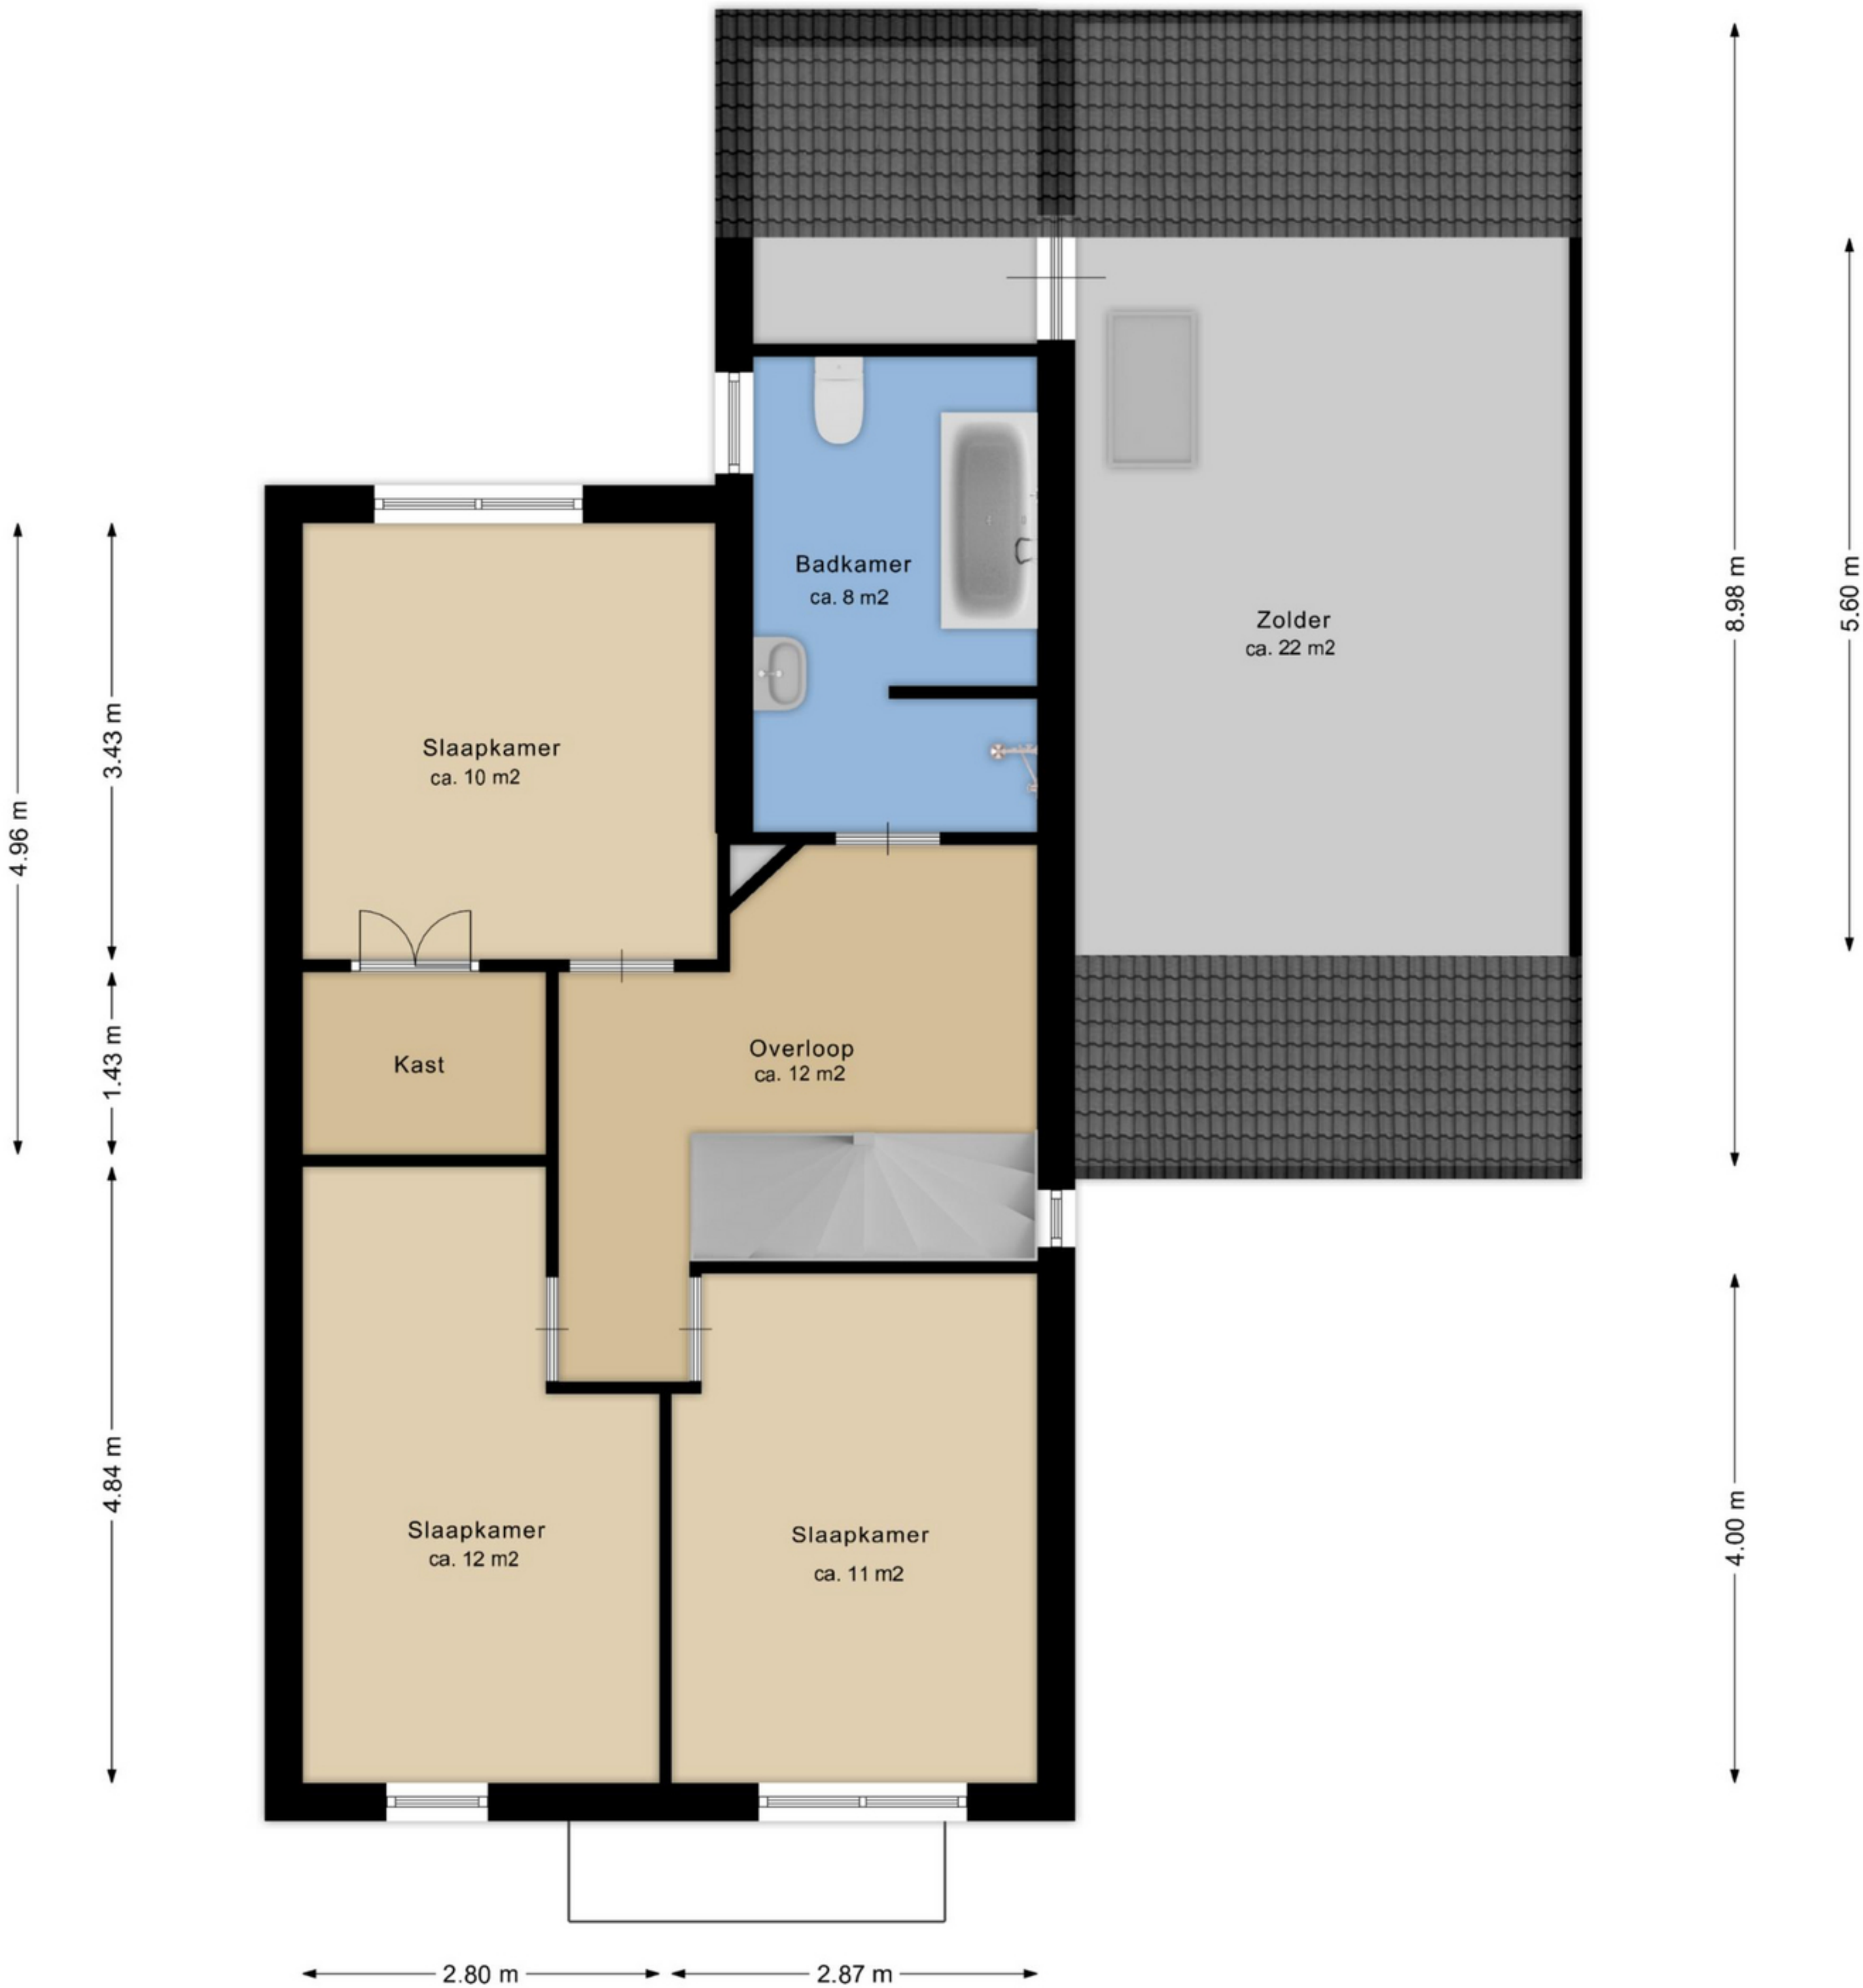 Badkamer
ca. 8 m2
Zolder
ca. 22 m2
Slaapkamer
ca. 10 m2
Kast
Overloop
ca. 12 m2
Slaapkamer
ca. 12 m2
Slaapkamer
ca. 11 m2
4.96 m
3.43 m
1.43 m
4.84 m
8.98 m
5.60 m
4.00 m
2.80 m
2.87 m